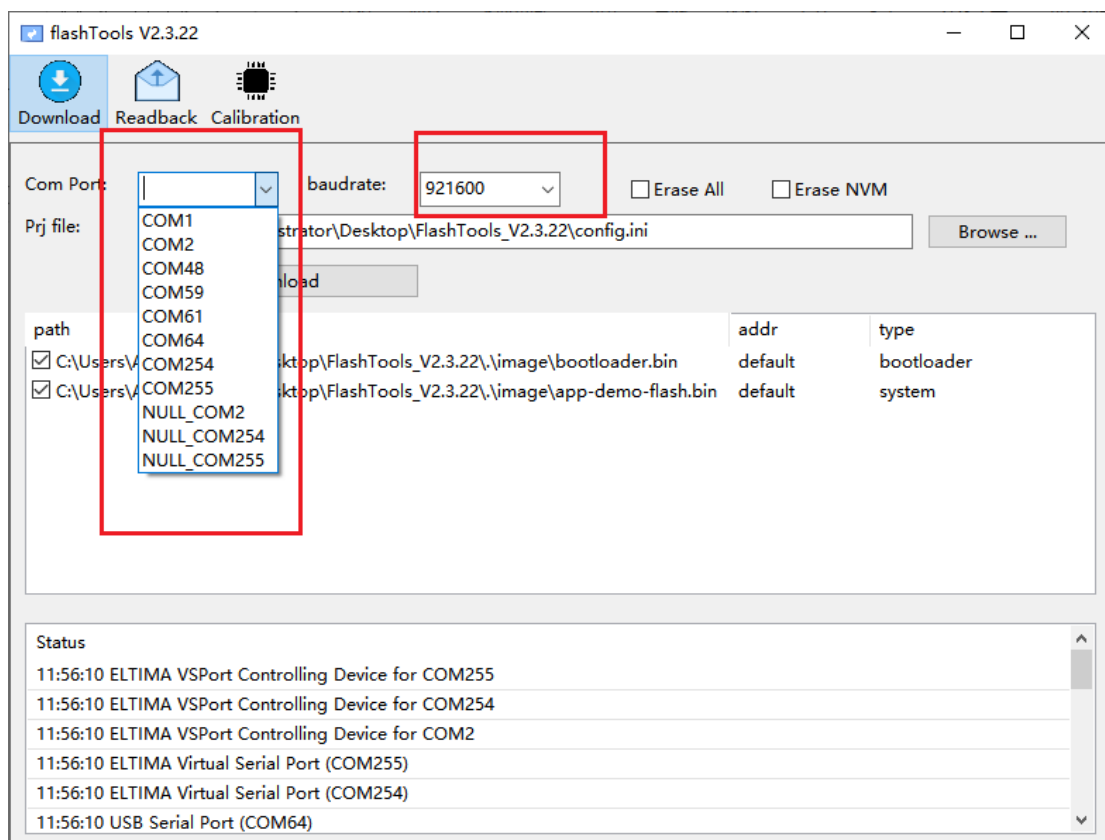 flashTools V2.3.22
Download Readback Calibration
Com Port: baudrate: 921600 Erase All Erase NVM
Prj file: strator\Desktop\FlashTools_V2.3.22\config.ini Browse ...
COM1
COM2
COM48
COM59
COM61
COM64
COM254
COM255
NULL_COM2
NULL_COM254
NULL_COM255
nload
path addr type
C:\Users\A sktop\FlashTools_V2.3.22\.\image\bootloader.bin default bootloader
C:\Users\A sktop\FlashTools_V2.3.22\.\image\app-demo-flash.bin default system
Status
11:56:10 ELTIMA VSPort Controlling Device for COM255
11:56:10 ELTIMA VSPort Controlling Device for COM254
11:56:10 ELTIMA VSPort Controlling Device for COM2
11:56:10 ELTIMA Virtual Serial Port (COM255)
11:56:10 ELTIMA Virtual Serial Port (COM254)
11:56:10 USB Serial Port (COM64)